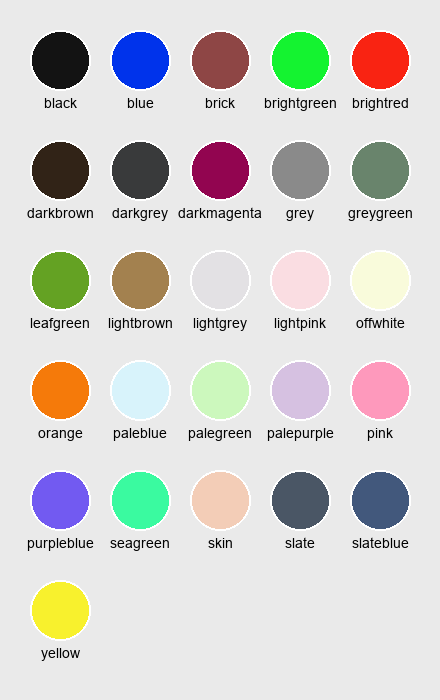 black blue brick brightgreen brightred
darkbrown darkgrey darkmagenta grey greygreen
leafgreen lightbrown lightgrey lightpink offwhite
orange paleblue palegreen palepurple pink
purpleblue seagreen skin slate slateblue
yellow